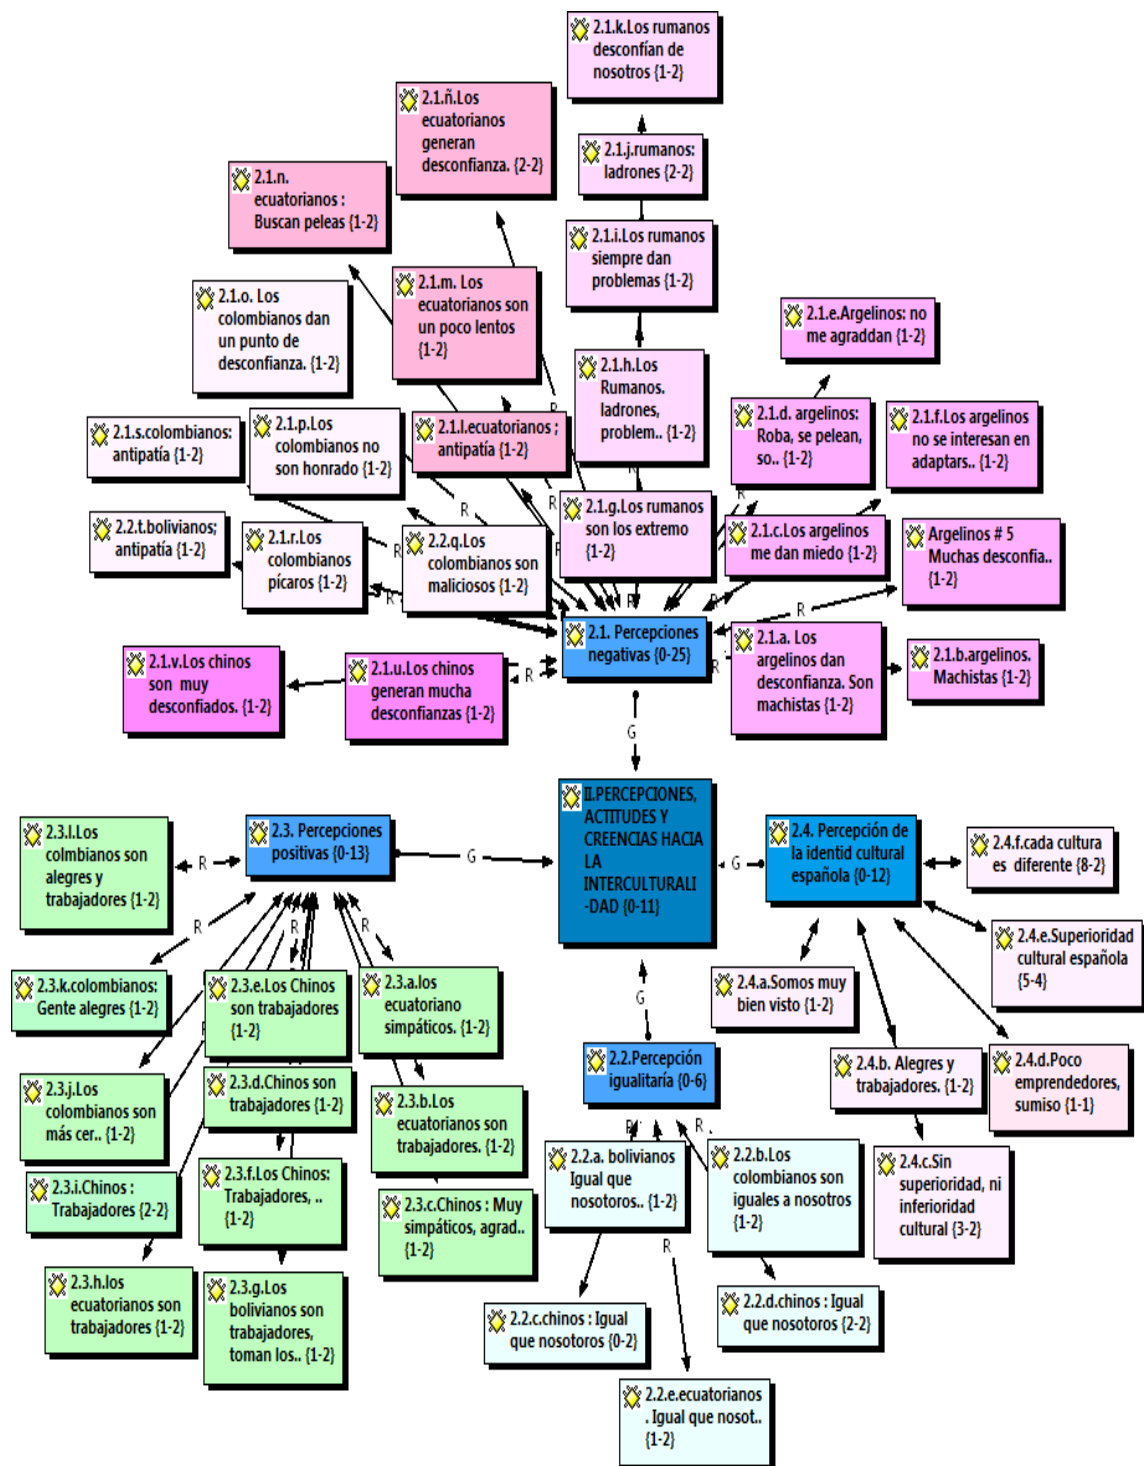 2.1.k.Los rumanos
desconfían de
nosotros {1-2}
2.1.ñ.Los
ecuatorianos
generan
desconfianza. {2-2}
2.1.j.rumanos:
ladrones {2-2}
2.1.n.
ecuatorianos :
Buscan peleas {1-2}
2.1.i.Los rumanos
siempre dan
problemas {1-2}
2.1.o. Los
colombianos dan
un punto de
desconfianza. {1-2}
2.1.m. Los
ecuatorianos son
un poco lentos
{1-2}
2.1.e.Argelinos: no
me agraddan {1-2}
2.1.h.Los
Rumanos.
ladrones,
problem.. {1-2}
2.1.s.colombianos:
antipatía {1-2}
2.1.p.Los
colombianos no
son honrado {1-2}
2.1.l.ecuatorianos ;
antipatía {1-2}
2.1.d. argelinos:
Roba, se pelean,
so.. {1-2}
2.1.f.Los argelinos
no se interesan en
adaptars.. {1-2}
2.2.t.bolivianos;
antipatía {1-2}
2.1.r.Los
colombianos
pícaros {1-2}
2.2.q.Los
colombianos son
maliciosos {1-2}
2.1.g.Los rumanos
son los extremo
{1-2}
2.1.c.Los argelinos
me dan miedo {1-2}
Argelinos # 5
Muchas desconfia..
{1-2}
2.1. Percepciones
negativas {0-25}
2.1.v.Los chinos
son muy
desconfiados. {1-2}
2.1.u.Los chinos
generan mucha
desconfianzas {1-2}
2.1.a. Los
argelinos dan
desconfianza. Son
machistas {1-2}
2.1.b.argelinos.
Machistas {1-2}
R
R
R
R
R
R
R
R
R
R
G
II.PERCEPCIONES,
ACTITUDES Y
CREENCIAS HACIA
LA
INTERCULTURALI
-DAD {0-11}
2.3.l.Los
colmbianos son
alegres y
trabajadores {1-2}
R
2.3. Percepciones
positivas {0-13}
G
G
2.4. Percepción de
la identid cultural
española {0-12}
2.4.f.cada cultura
es diferente {8-2}
R
R
R
2.4.e.Superioridad
cultural española
{5-4}
2.3.k.colombianos:
Gente alegres {1-2}
2.3.e.Los Chinos
son trabajadores
{1-2}
2.3.a.los
ecuatoriano
simpáticos. {1-2}
G
2.4.a.Somos muy
bien visto {1-2}
2.2.Percepción
igualitaría {0-6}
2.4.b. Alegres y
trabajadores. {1-2}
2.4.d.Poco
emprendedores,
sumiso {1-1}
2.3.j.Los
colombianos son
más cer.. {1-2}
2.3.d.Chinos son
trabajadores {1-2}
2.3.b.Los
ecuatorianos son
trabajadores. {1-2}
R
R
2.3.i.Chinos :
Trabajadores {2-2}
2.3.f.Los Chinos:
Trabajadores, ..
{1-2}
2.3.c.Chinos : Muy
simpáticos, agrad..
{1-2}
2.2.a. bolivianos
Igual que
nosotoros.. {1-2}
2.2.b.Los
colombianos son
iguales a nosotros
{1-2}
2.4.c.Sin
superioridad, ni
inferioridad
cultural {3-2}
2.3.h.los
ecuatorianos son
trabajadores {1-2}
2.3.g.Los
bolivianos son
trabajadores,
toman los.. {1-2}
R
2.2.c.chinos : Igual
que nosotoros {0-2}
2.2.d.chinos : Igual
que nosotoros {2-2}
2.2.e.ecuatorianos
. Igual que nosot..
{1-2}